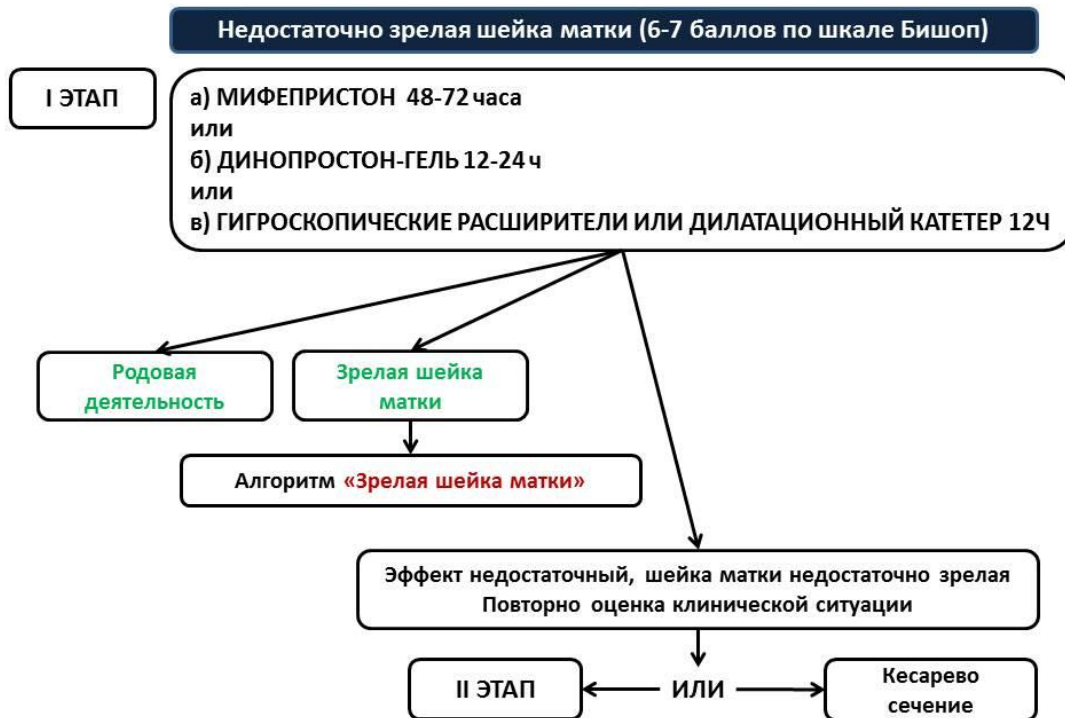 Недостаточно зрелая шейка матки (6-7 баллов по шкале Бишоп)
I ЭТАП
а) МИФЕПРИСТОН 48-72 часа
или
б) ДИНОПРОСТОН-ГЕЛЬ 12-24 ч
или
в) ГИГРОСКОПИЧЕСКИЕ РАСШИРИТЕЛИ ИЛИ ДИЛАТАЦИОННЫЙ КАТЕТЕР 12Ч
Родовая
деятельность
Зрелая шейка
матки
Алгоритм «Зрелая шейка матки»
Эффект недостаточный, шейка матки недостаточно зрелая
Повторно оценка клинической ситуации
II ЭТАП
ИЛИ
Кесарево
сечение